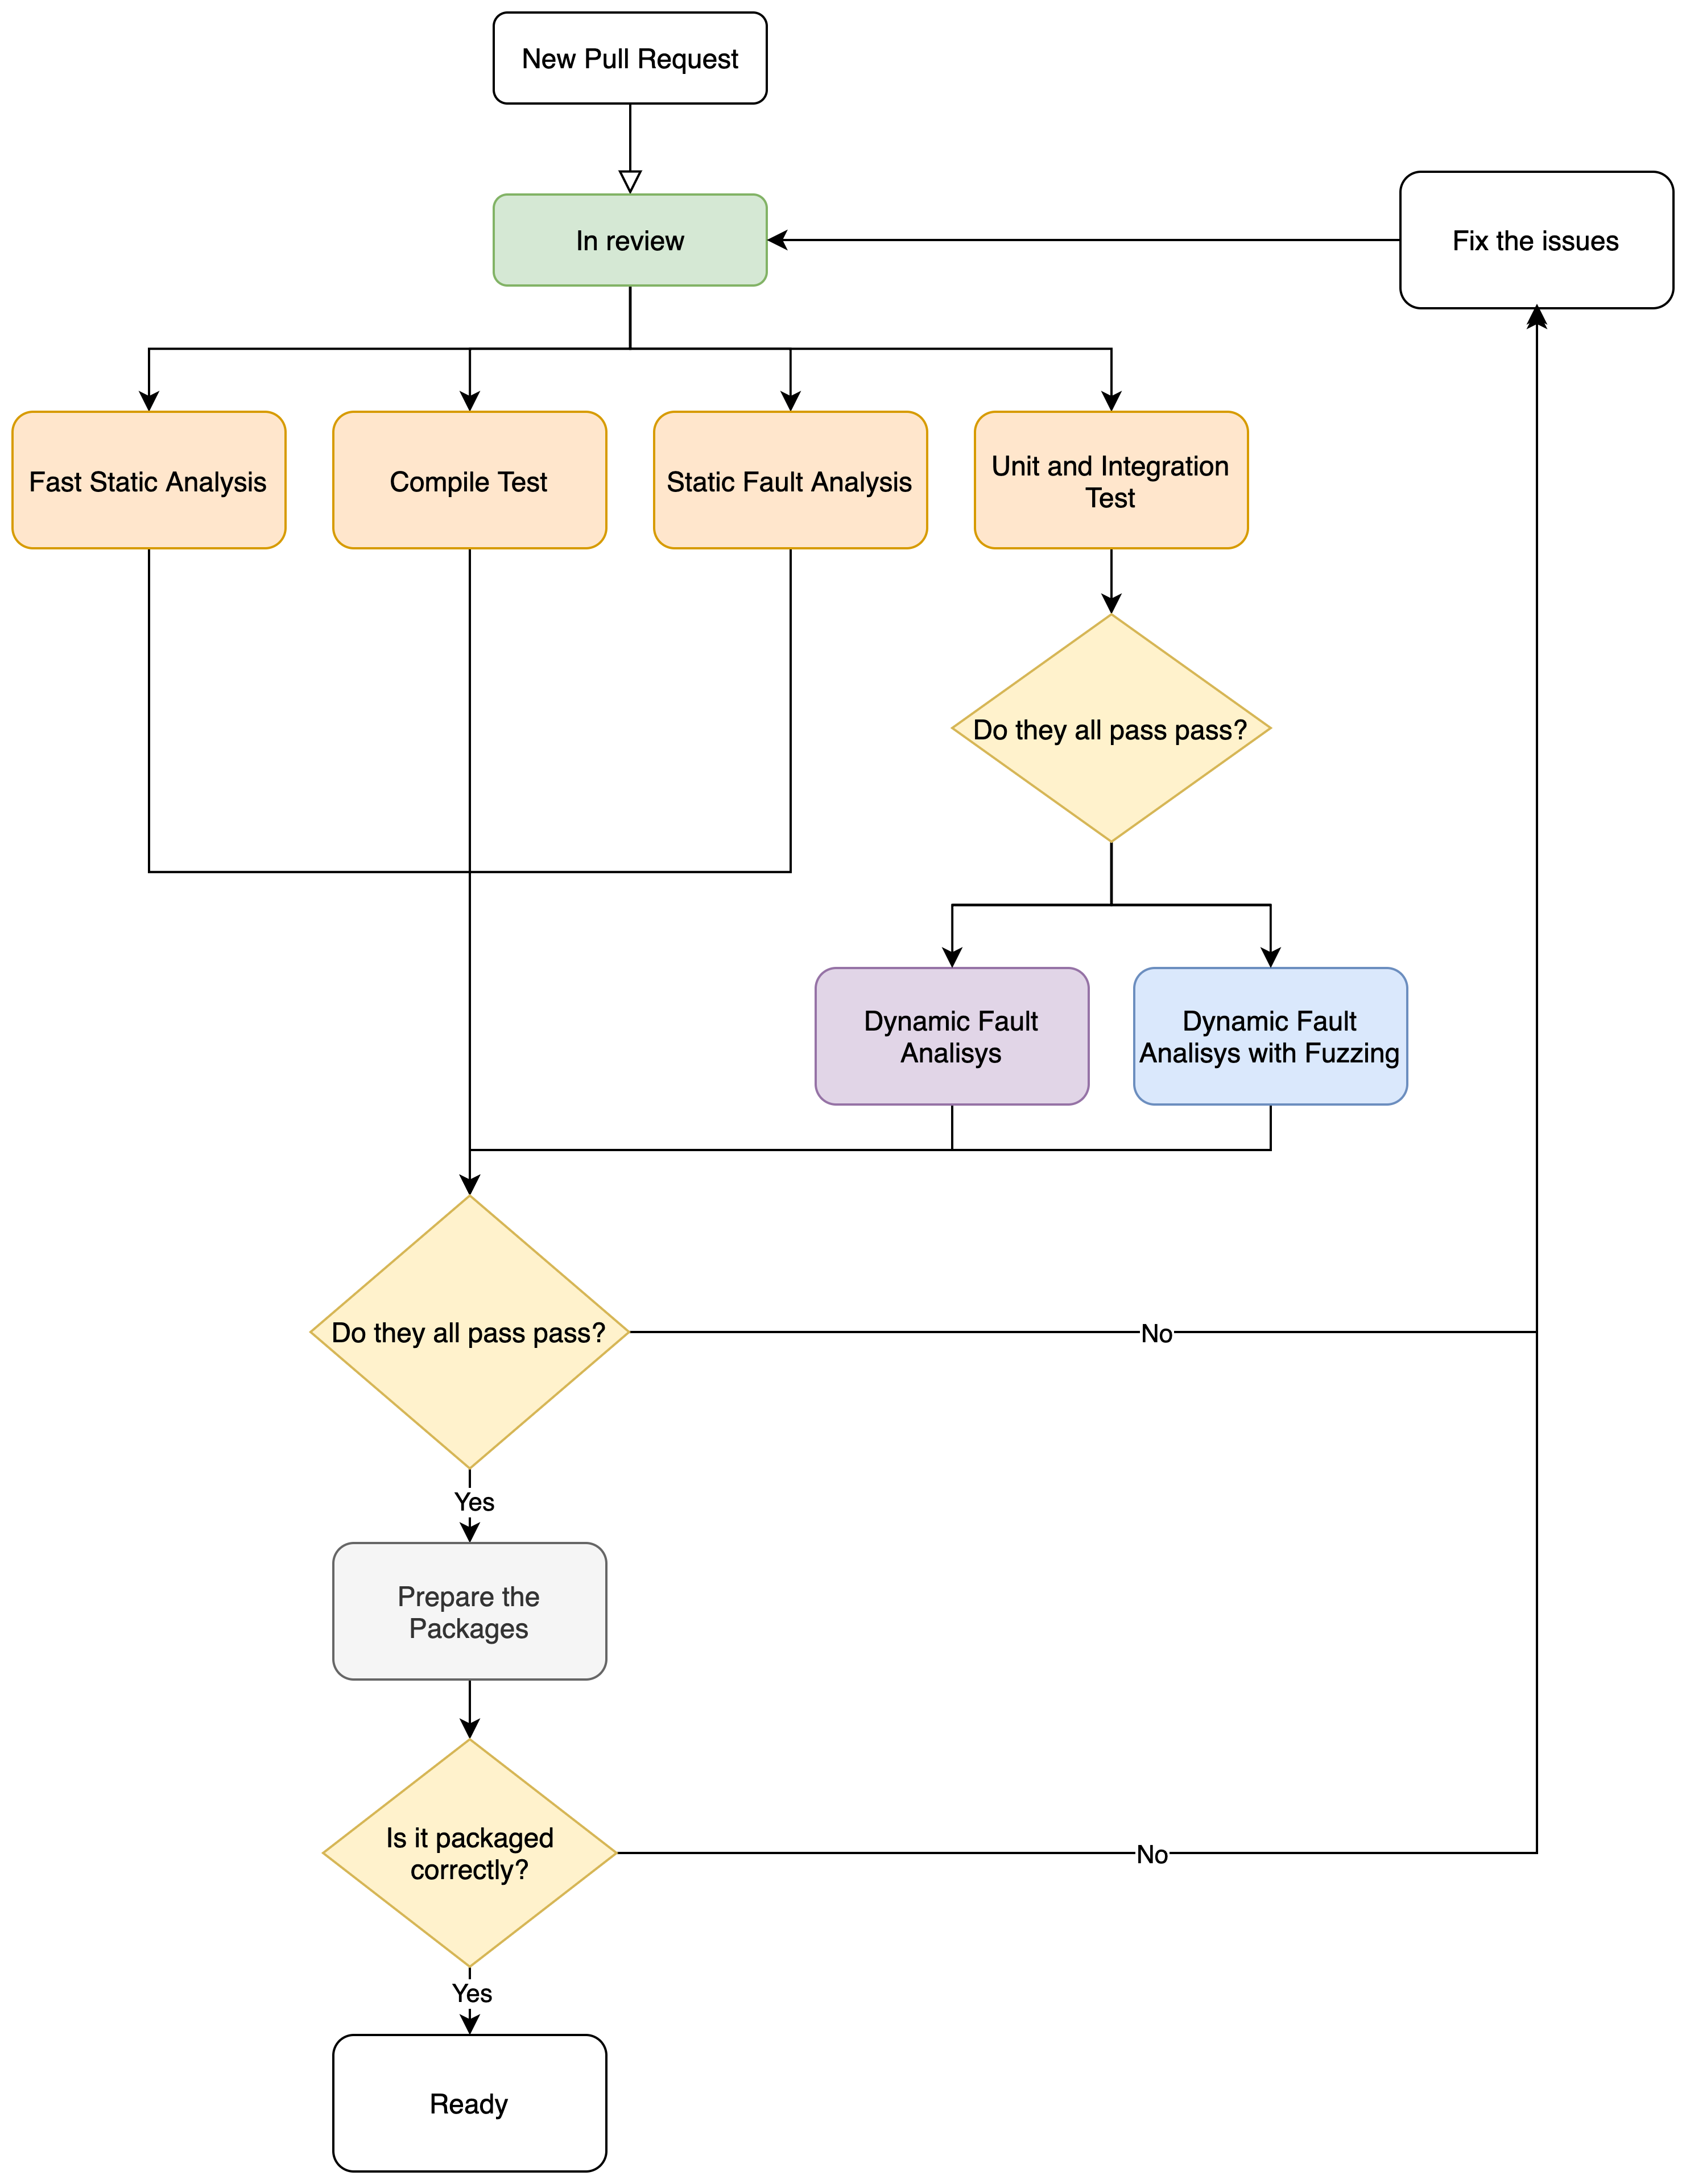 New Pull Request
In review
Fix the issues
Fast Static Analysis
Compile Test
Static Fault Analysis
Unit and Integration
Test
Do they all pass pass?
Dynamic Fault
Analisys
Dynamic Fault
Analisys with Fuzzing
Do they all pass pass?
No
Yes
Prepare the
Packages
Is it packaged
correctly?
No
Yes
Ready